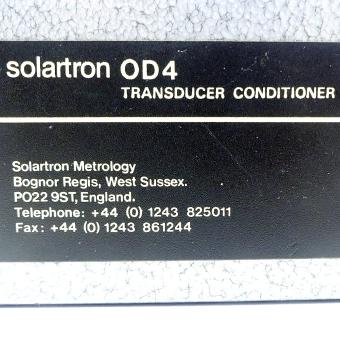 solartron OD4
TRANSDUCER CONDITIONER
Solartron Metrology
Bognor Regis, West Sussex.
PO22 9ST, England.
Telephone: +44 (0) 1243 825011
Fax: +44 (0) 1243 861244